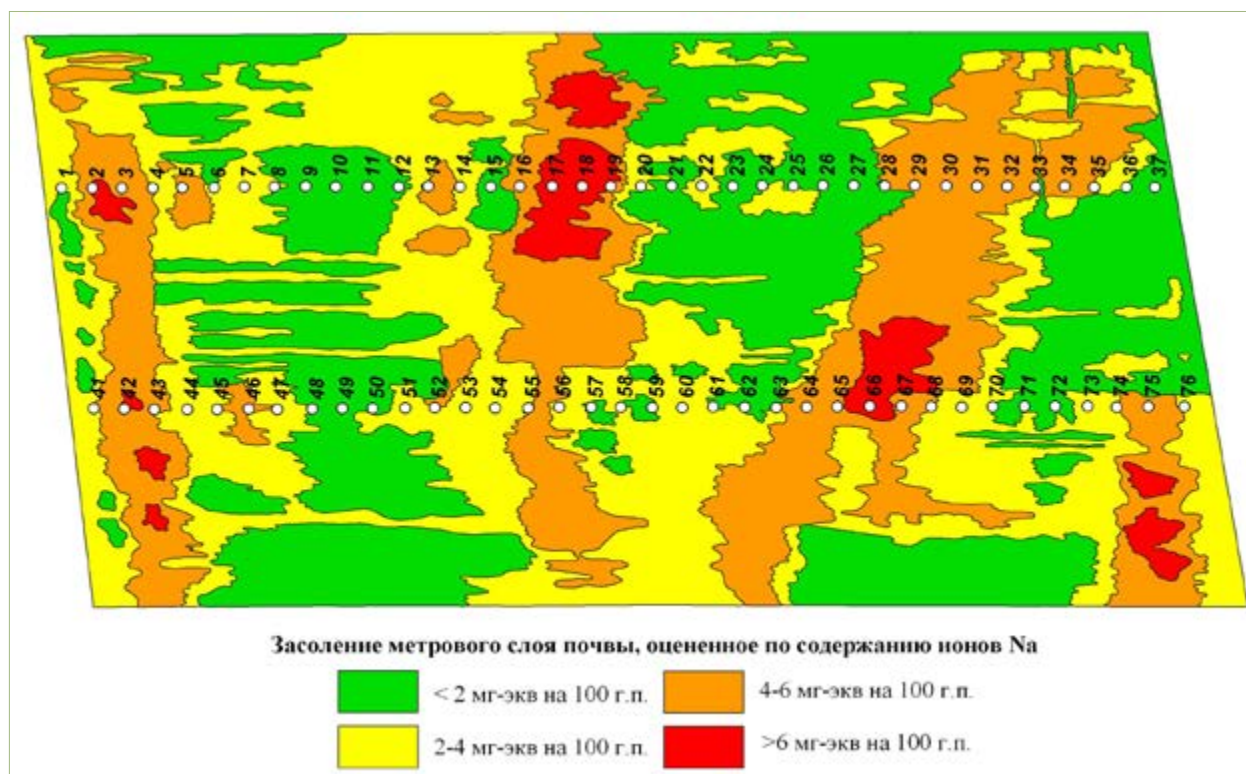 1 2 3 4 5 6 7 8 9 10 11 12 13 14 15 16 17 18 19 20 21 22 23 24 25 26 27 28 29 30 31 32 33 34 35 36 37
41 42 43 44 45 46 47 48 49 50 51 52 53 54 55 56 57 58 59 60 61 62 63 64 65 66 67 68 69 70 71 72 73 74 75 76
Засоление метрового слоя почвы, оцененное по содержанию ионов Na
< 2 мг-экв на 100 г.п. 4-6 мг-экв на 100 г.п.
2-4 мг-экв на 100 г.п. >6 мг-экв на 100 г.п.